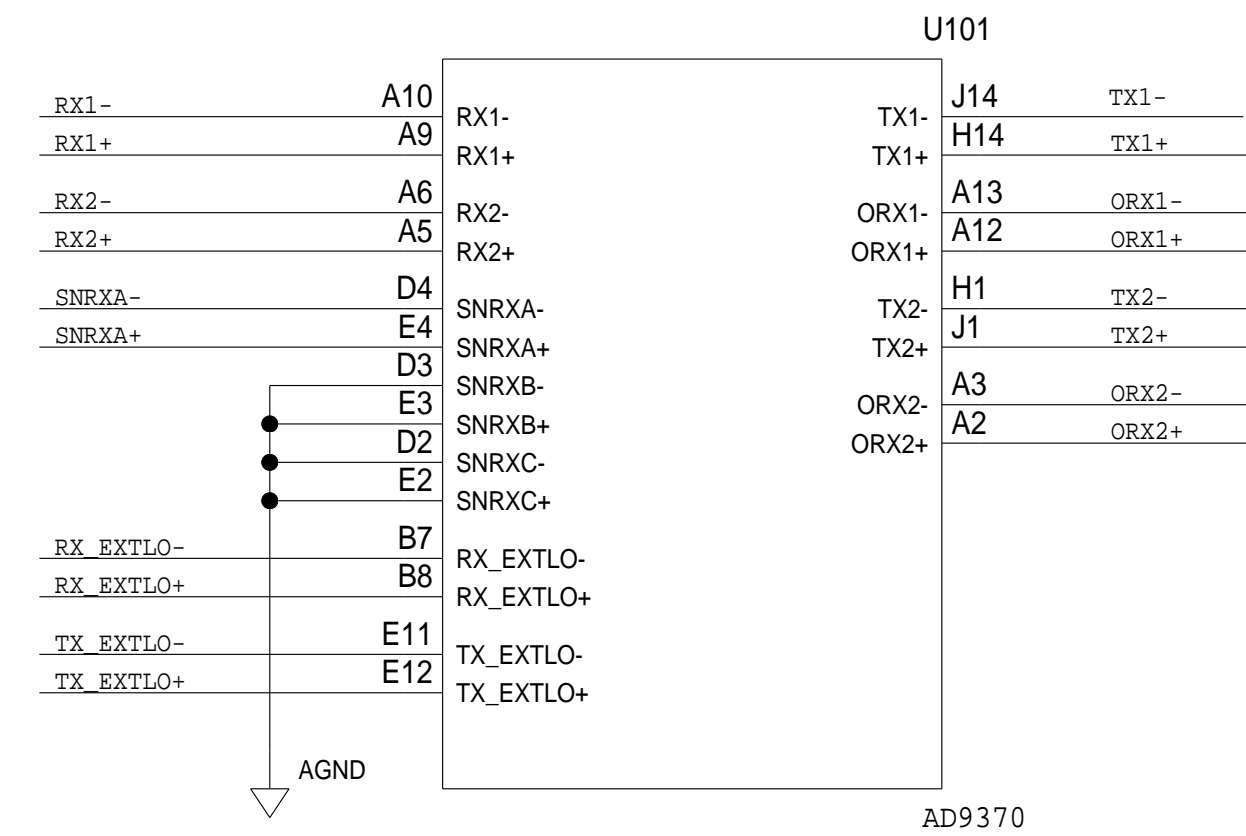 U101
RX1- A10 RX1- TX1- J14 TX1-
RX1+ A9 RX1+ TX1+ H14 TX1+
RX2- A6 RX2- ORX1- A13 ORX1-
RX2+ A5 RX2+ ORX1+ A12 ORX1+
SNRXA- D4 SNRXA- TX2- H1 TX2-
SNRXA+ E4 SNRXA+ TX2+ J1 TX2+
D3 SNRXB- ORX2- A3 ORX2-
E3 SNRXB+ ORX2+ A2 ORX2+
D2 SNRXC-
E2 SNRXC+
RX_EXTLO- B7 RX_EXTLO-
RX_EXTLO+ B8 RX_EXTLO+
TX_EXTLO- E11 TX_EXTLO-
TX_EXTLO+ E12 TX_EXTLO+
AGND
AD9370